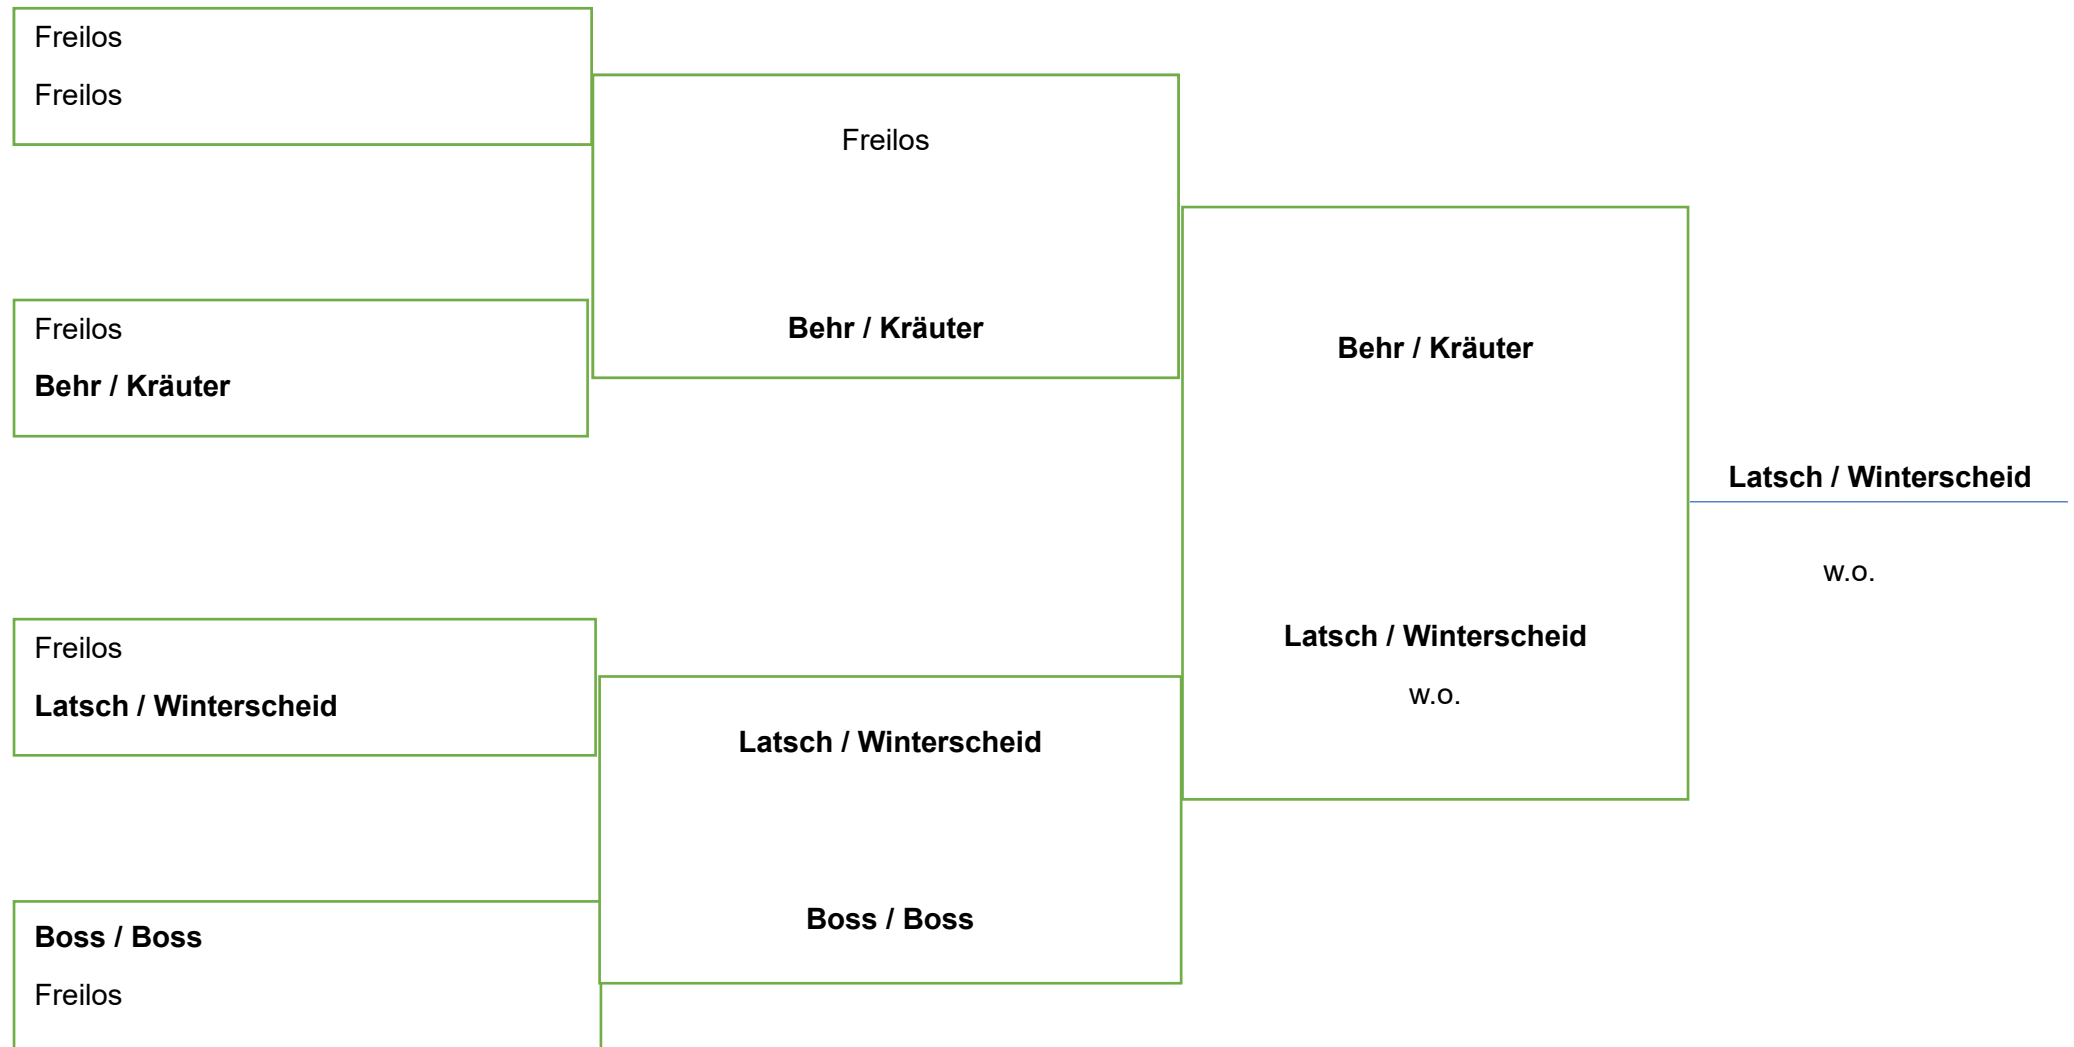 Freilos
Freilos
Freilos
Behr / Kräuter
Freilos
Latsch / Winterscheid
Boss / Boss
Freilos
Freilos
Behr / Kräuter
Latsch / Winterscheid
Boss / Boss
Behr / Kräuter
Latsch / Winterscheid
w.o.
Latsch / Winterscheid
w.o.